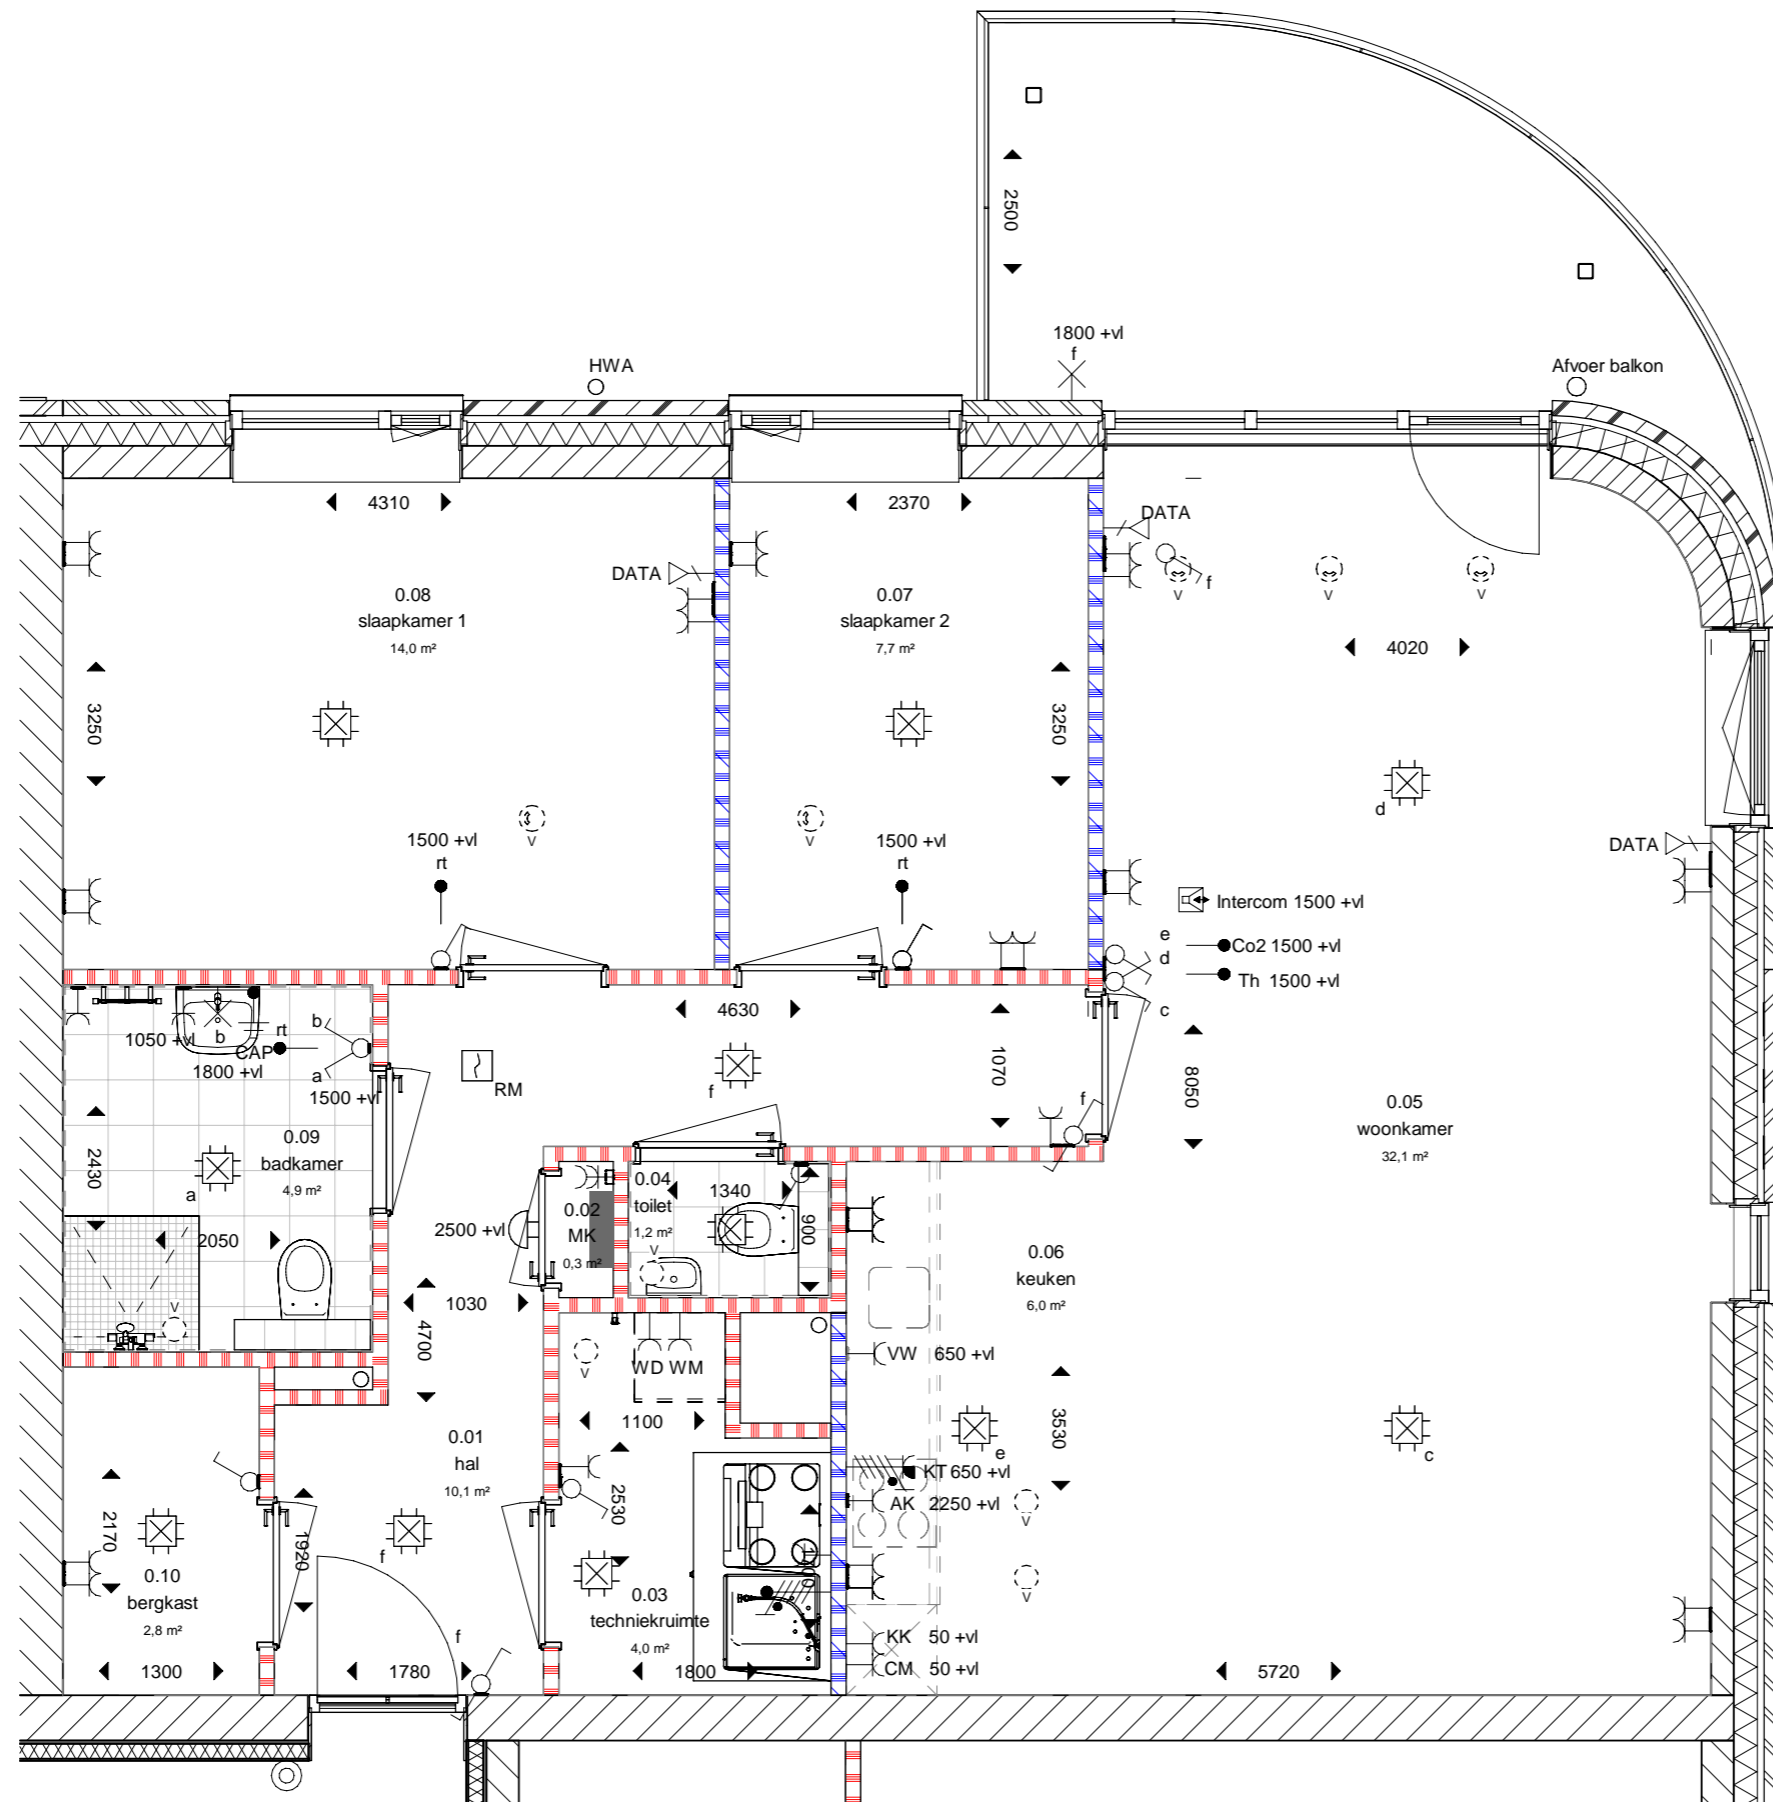 2500
1800 +vl
f
HWA
Afvoer balkon
4310
2370
DATA
DATA
f
v
v
v
0.08
slaapkamer 1
14,0 m²
0.07
slaapkamer 2
7,7 m²
4020
3250
3250
d
1500 +vl
rt
v
v
1500 +vl
rt
DATA
Intercom 1500 +vl
e
d
Co2 1500 +vl
Th 1500 +vl
c
4630
1050 +vl
b
rt
CAP
1800 +vl
b
a
1500 +vl
RM
f
1070
f
8050
0.05
woonkamer
32,1 m²
2430
0.09
badkamer
4,9 m²
a
2050
v
2500 +vl
0.02
MK
0,3 m²
0.04
toilet
1,2 m²
v
1340
900
0.06
keuken
6,0 m²
1030
4700
v
WD WM
VW 650 +vl
1100
3530
0.01
hal
10,1 m²
e
c
KT 650 +vl
AK 2250 +vl
v
2530
2170
1920
f
0.10
bergkast
2,8 m²
0.03
techniekruimte
4,0 m²
v
f
KK 50 +vl
CM 50 +vl
1300
1780
1800
5720